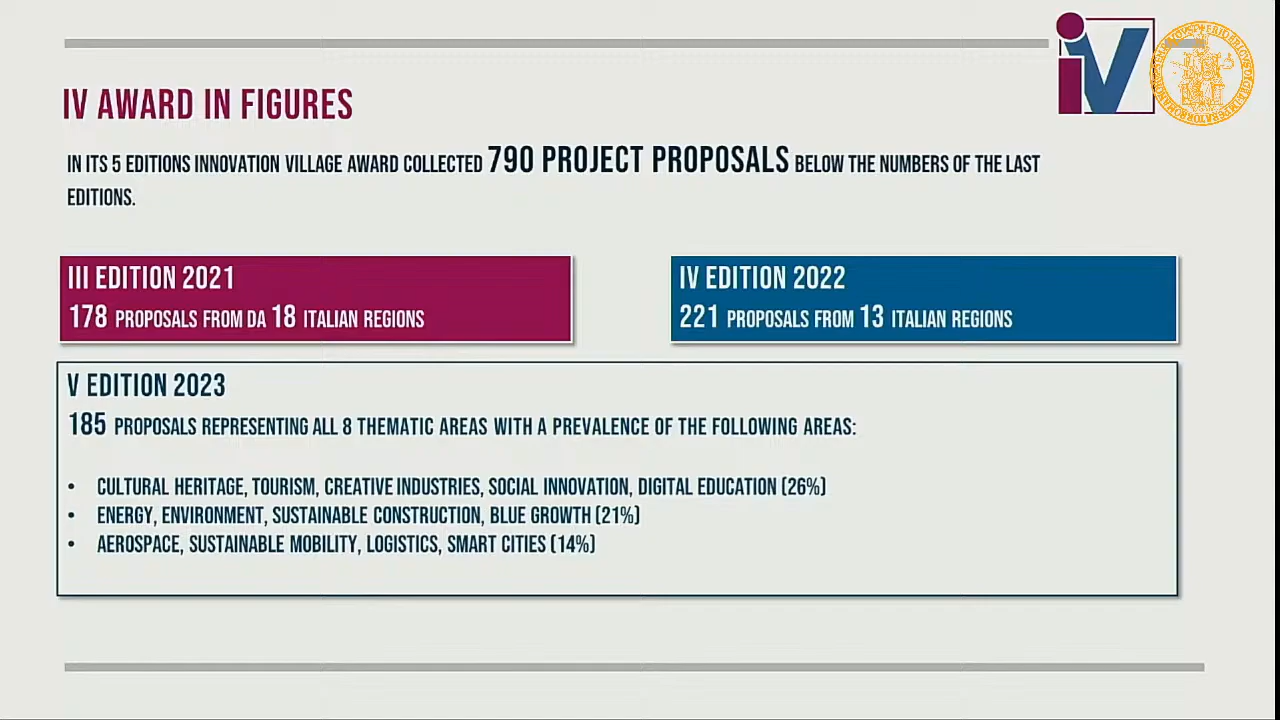 iV
IV AWARD IN FIGURES
IN ITS 5 EDITIONS INNOVATION VILLAGE AWARD COLLECTED 790 PROJECT PROPOSALS BELOW THE NUMBERS OF THE LAST
EDITIONS.
III EDITION 2021
178 PROPOSALS FROM DA 18 ITALIAN REGIONS
IV EDITION 2022
221 PROPOSALS FROM 13 ITALIAN REGIONS
V EDITION 2023
185 PROPOSALS REPRESENTING ALL 8 THEMATIC AREAS WITH A PREVALENCE OF THE FOLLOWING AREAS:
• CULTURAL HERITAGE, TOURISM, CREATIVE INDUSTRIES, SOCIAL INNOVATION, DIGITAL EDUCATION (26%)
• ENERGY, ENVIRONMENT, SUSTAINABLE CONSTRUCTION, BLUE GROWTH (21%)
• AEROSPACE, SUSTAINABLE MOBILITY, LOGISTICS, SMART CITIES (14%)